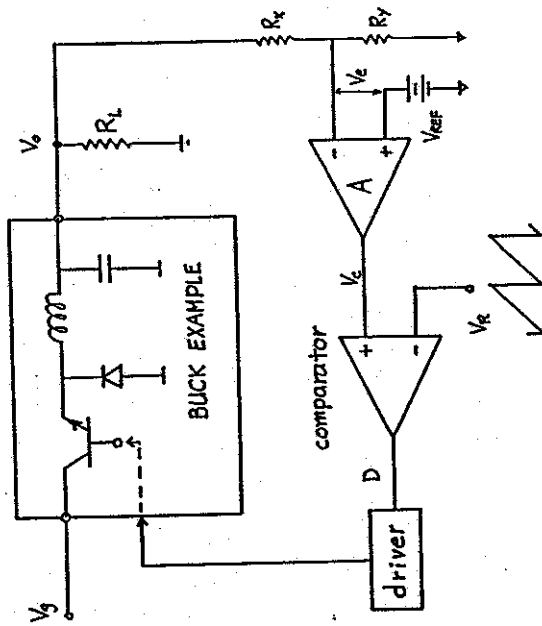 Vg
BUCK EXAMPLE
Vo
RL
Rx
Ry
Ve
-
+
A
VREF
Vc
comparator
+
-
VR
D
driver